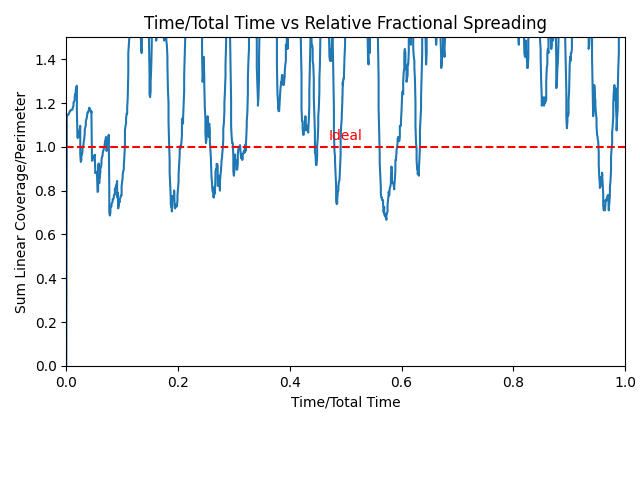 Time/Total Time vs Relative Fractional Spreading
Sum Linear Coverage/Perimeter
1.4
1.2
1.0
0.8
0.6
0.4
0.2
0.0
Ideal
0.0 0.2 0.4 0.6 0.8 1.0
Time/Total Time